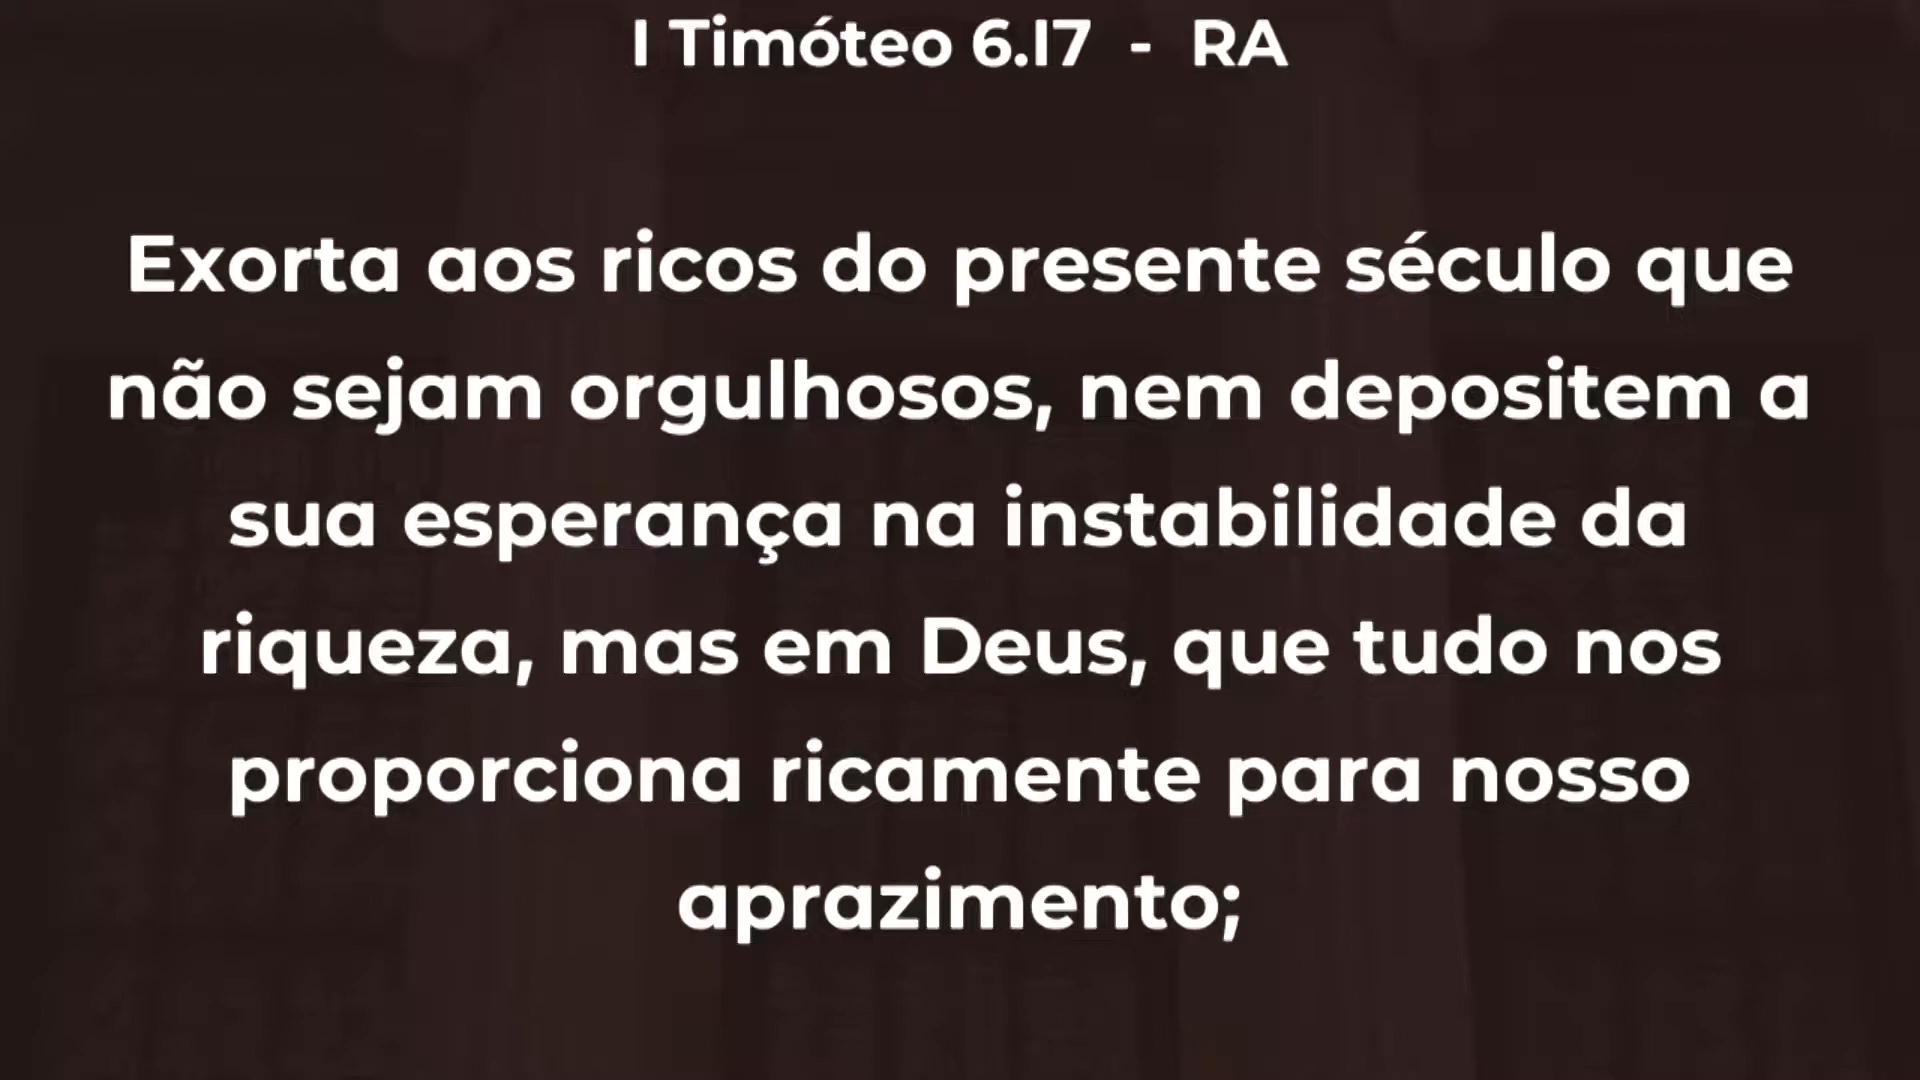 I Timóteo 6.17 - RA
Exorta aos ricos do presente século que
não sejam orgulhosos, nem depositem a
sua esperança na instabilidade da
riqueza, mas em Deus, que tudo nos
proporciona ricamente para nosso
aprazimento;